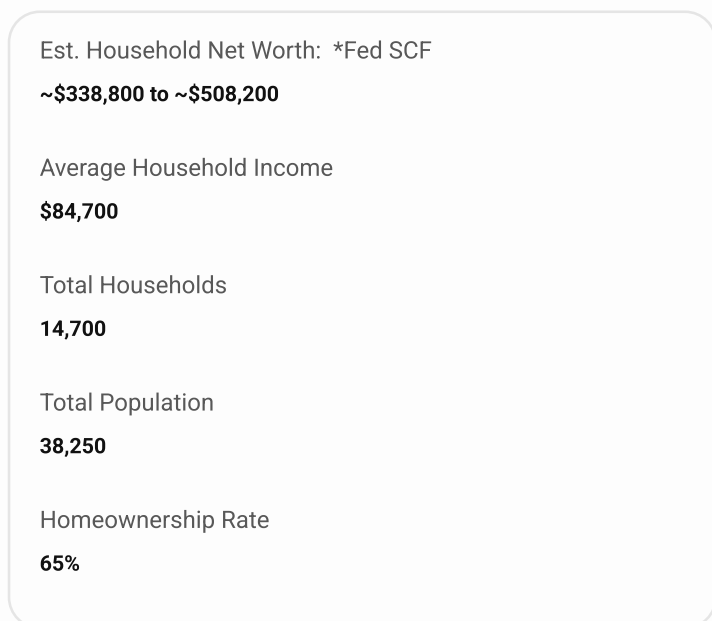 Est. Household Net Worth:  *Fed SCF
~$338,800 to ~$508,200
Average Household Income
$84,700
Total Households
14,700
Total Population
38,250
Homeownership Rate
65%